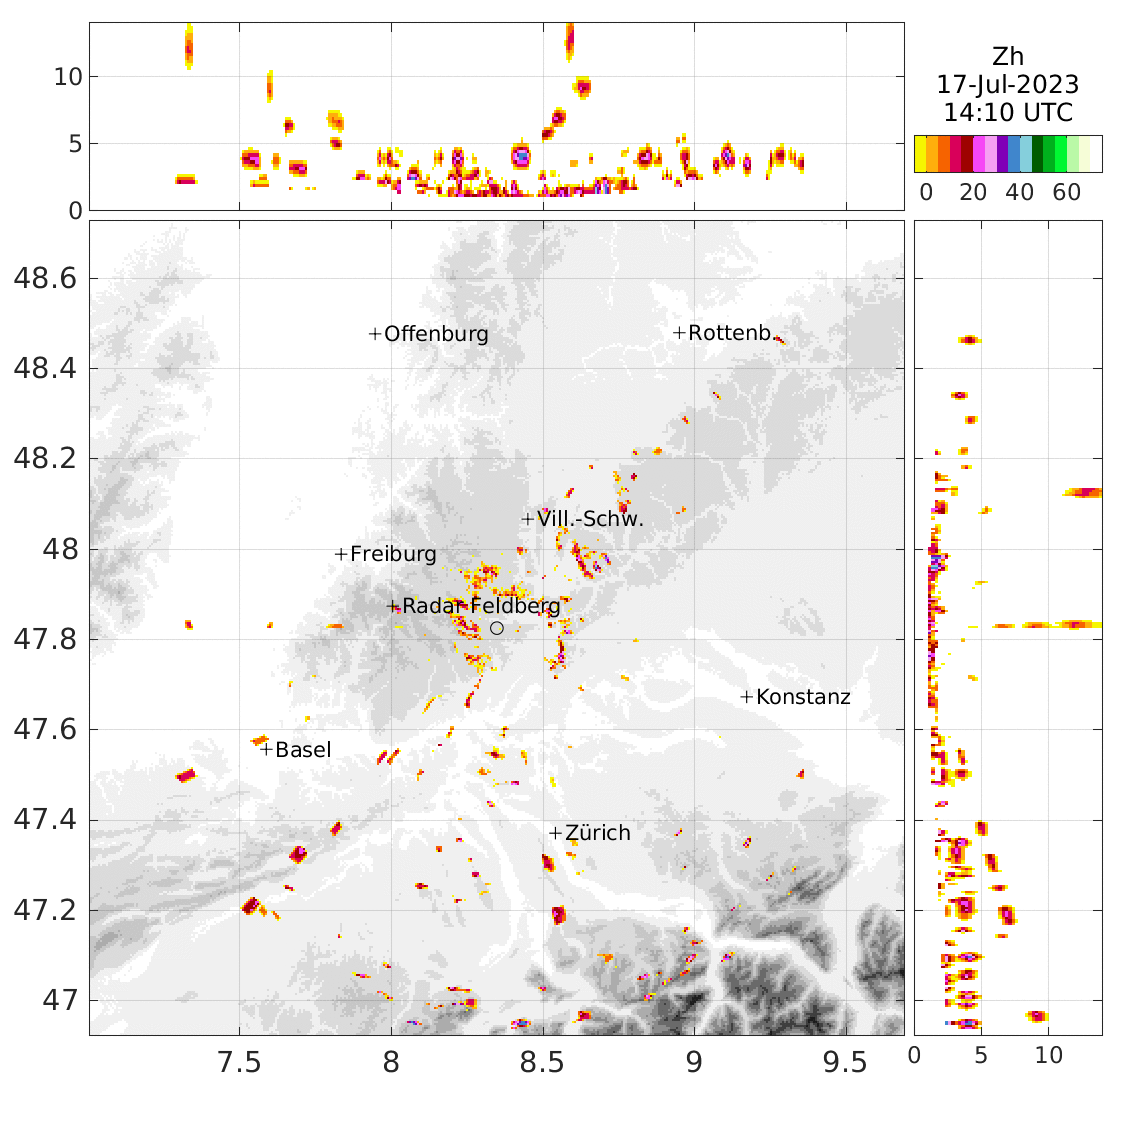 Zh
17-Jul-2023
14:10 UTC
0 20 40 60
10
5
0
48.6
48.4
48.2
48
47.8
47.6
47.4
47.2
47
+Offenburg
+Rottenb.
+Vill.-Schw.
+Freiburg
+Radar Feldberg
+Konstanz
+Basel
+Zürich
7.5 8 8.5 9 9.5
0 5 10